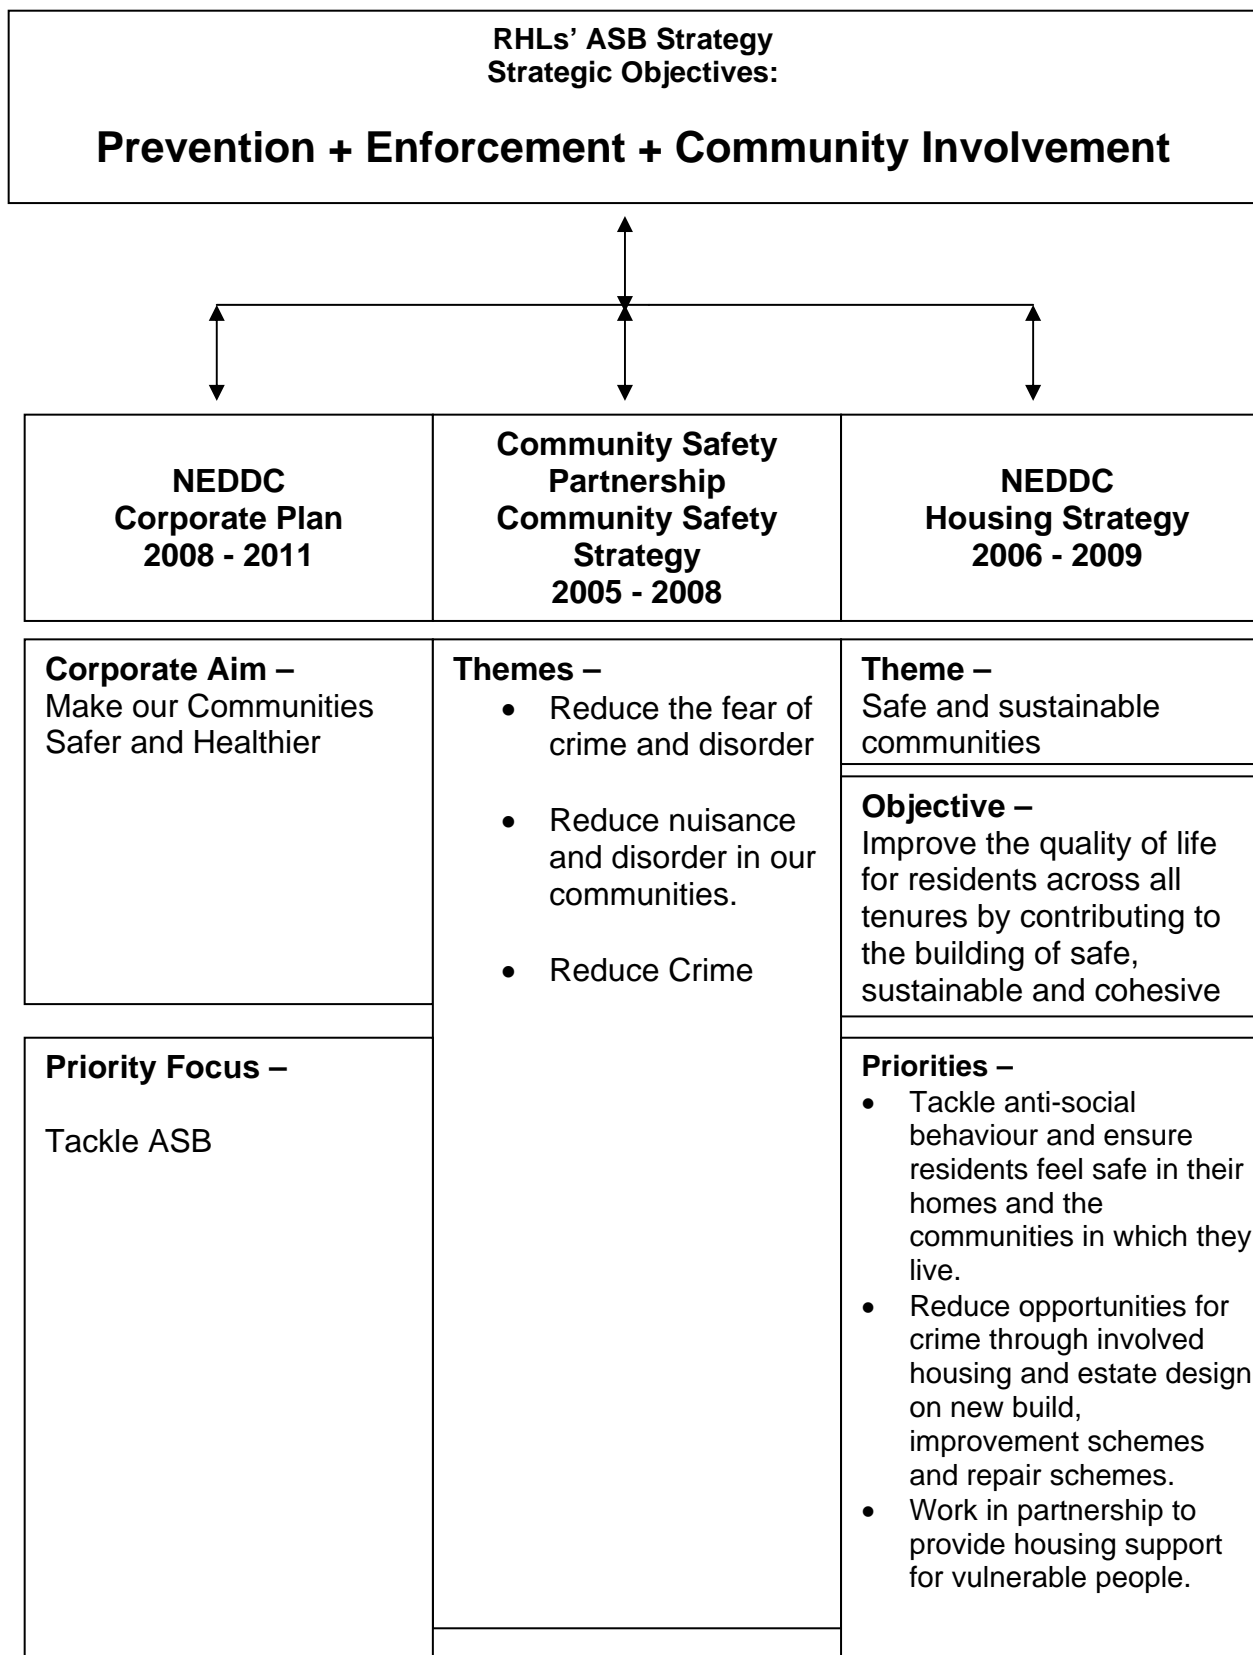 RHLs’ ASB Strategy
Strategic Objectives:
Prevention + Enforcement + Community Involvement
NEDDC
Corporate Plan
2008 - 2011
Community Safety
Partnership
Community Safety
Strategy
2005 - 2008
NEDDC
Housing Strategy
2006 - 2009
Corporate Aim –
Make our Communities
Safer and Healthier
Priority Focus –
Tackle ASB
Themes –
• Reduce the fear of
crime and disorder
• Reduce nuisance
and disorder in our
communities.
• Reduce Crime
Theme –
Safe and sustainable
communities
Objective –
Improve the quality of life
for residents across all
tenures by contributing to
the building of safe,
sustainable and cohesive
Priorities –
• Tackle anti-social
behaviour and ensure
residents feel safe in their
homes and the
communities in which they
live.
• Reduce opportunities for
crime through involved
housing and estate design
on new build,
improvement schemes
and repair schemes.
• Work in partnership to
provide housing support
for vulnerable people.